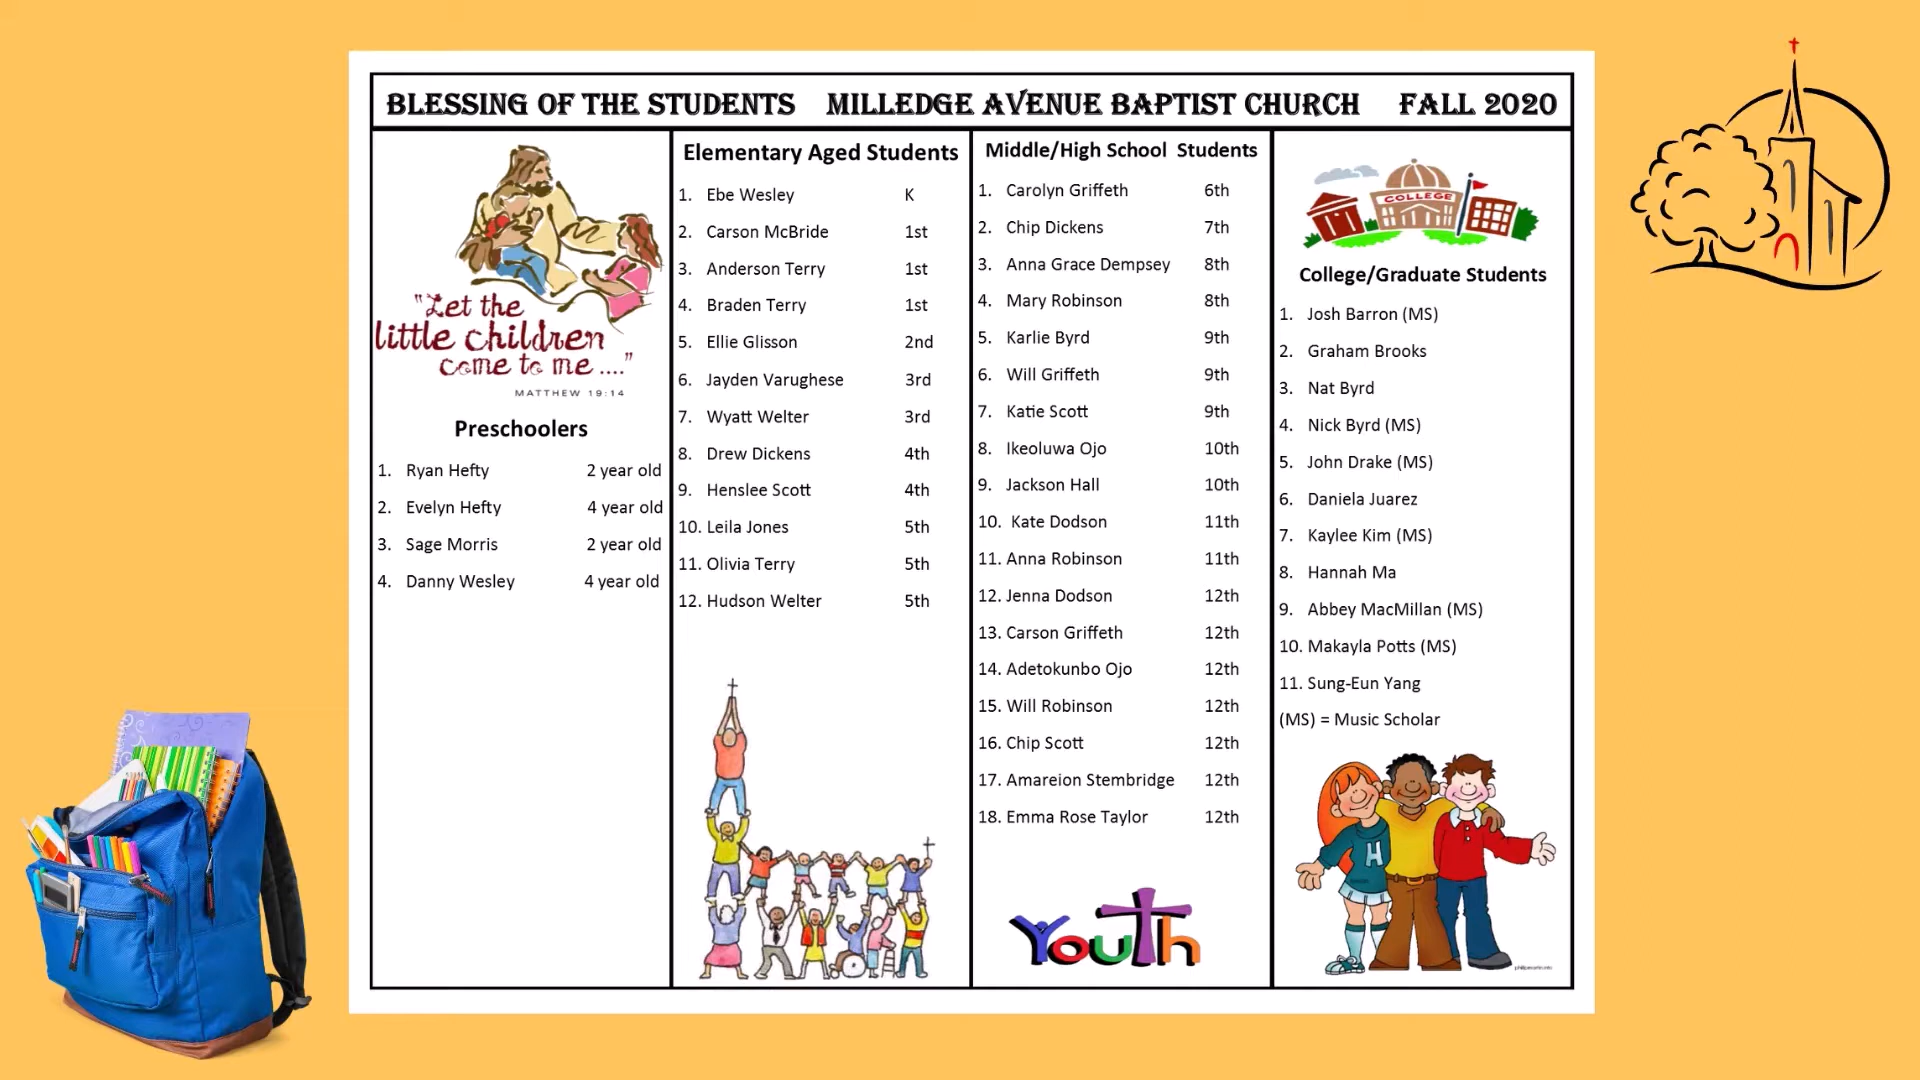 BLESSING OF THE STUDENTS MILLEDGE AVENUE BAPTIST CHURCH FALL 2020
"Let the
little children
come to me ...."
MATTHEW 19:14
Preschoolers
1. Ryan Hefty 2 year old
2. Evelyn Hefty 4 year old
3. Sage Morris 2 year old
4. Danny Wesley 4 year old
Elementary Aged Students
1. Ebe Wesley K
2. Carson McBride 1st
3. Anderson Terry 1st
4. Braden Terry 1st
5. Ellie Glisson 2nd
6. Jayden Varughese 3rd
7. Wyatt Welter 3rd
8. Drew Dickens 4th
9. Henslee Scott 4th
10. Leila Jones 5th
11. Olivia Terry 5th
12. Hudson Welter 5th
Middle/High School Students
1. Carolyn Griffeth 6th
2. Chip Dickens 7th
3. Anna Grace Dempsey 8th
4. Mary Robinson 8th
5. Karlie Byrd 9th
6. Will Griffeth 9th
7. Katie Scott 9th
8. Ikeoluwa Ojo 10th
9. Jackson Hall 10th
10. Kate Dodson 11th
11. Anna Robinson 11th
12. Jenna Dodson 12th
13. Carson Griffeth 12th
14. Adetokunbo Ojo 12th
15. Will Robinson 12th
16. Chip Scott 12th
17. Amareion Stembridge 12th
18. Emma Rose Taylor 12th
Youth
COLLEGE
College/Graduate Students
1. Josh Barron (MS)
2. Graham Brooks
3. Nat Byrd
4. Nick Byrd (MS)
5. John Drake (MS)
6. Daniela Juarez
7. Kaylee Kim (MS)
8. Hannah Ma
9. Abbey MacMillan (MS)
10. Makayla Potts (MS)
11. Sung-Eun Yang
(MS) = Music Scholar
H